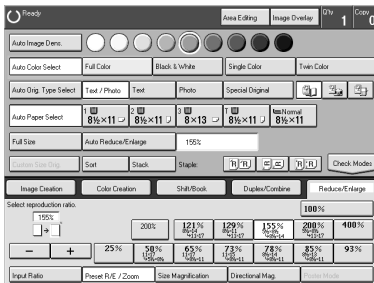 Ready
Area Editing Image Overlay Q'ty 1 Copy 0
Auto Image Dens.
Auto Color Select Full Color Black & White Single Color Twin Color
Auto Orig. Type Select Text / Photo Text Photo Special Original
Auto Paper Select 1 8½×11 2 8½×11 3 8×13 T 8½×11 Normal 8½×11
Full Size Auto Reduce/Enlarge 155%
Custom Size Orig. Sort Stack Staple: Check Modes
Image Creation Color Creation Shift/Book Duplex/Combine Reduce/Enlarge
Select reproduction ratio.
100%
155%
200% 121% 129% 155% 200% 400%
− + 25% 50% 65% 73% 78% 85% 93%
Input Ratio Preset R/E / Zoom Size Magnification Directional Mag. Poster Mode